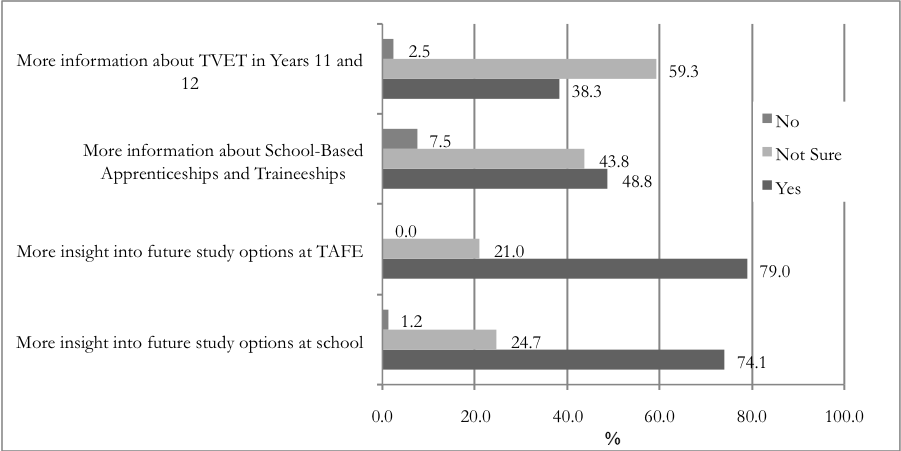 More information about TVET in Years 11 and
12
2.5
59.3
38.3
More information about School-Based
Apprenticeships and Traineeships
7.5
43.8
48.8
More insight into future study options at TAFE
0.0
21.0
79.0
More insight into future study options at school
1.2
24.7
74.1
No
Not Sure
Yes
0.0 20.0 40.0 60.0 80.0 100.0
%